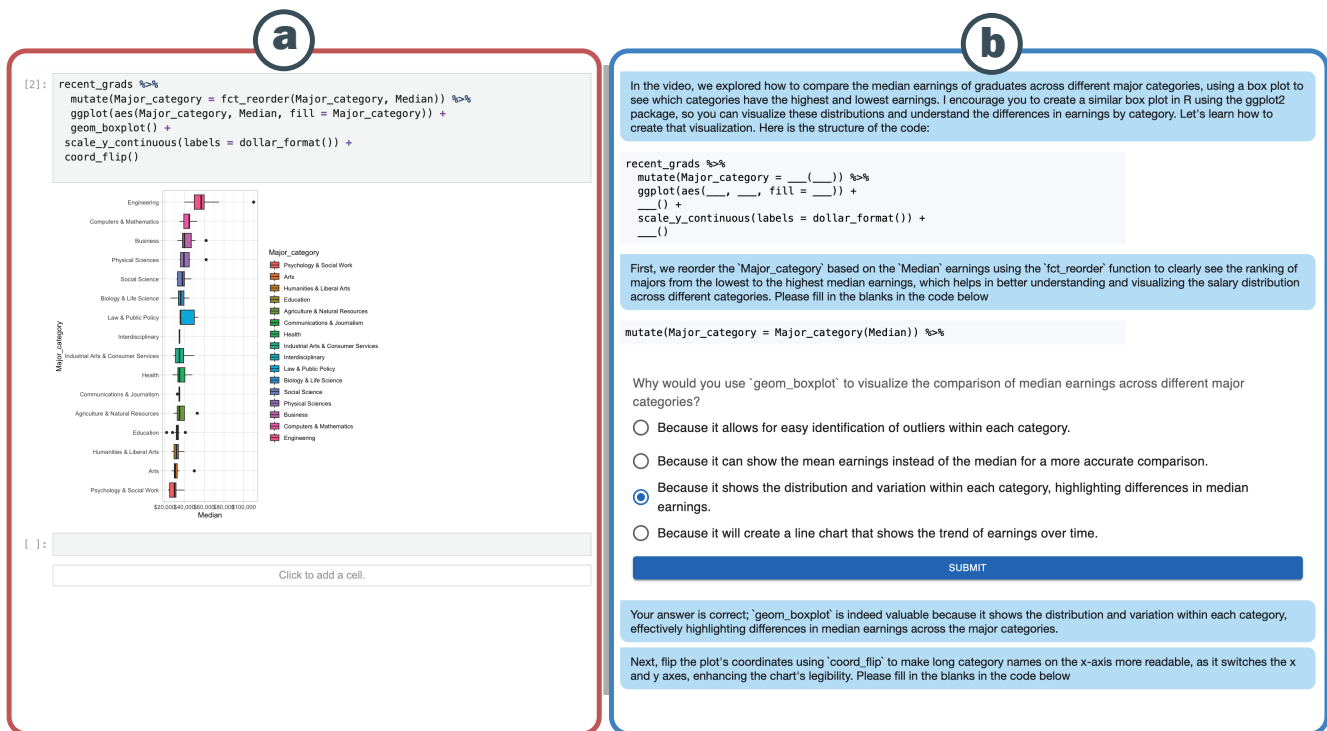 a
[2]:
recent_grads %>%
mutate(Major_category = fct_reorder(Major_category, Median)) %>%
ggplot(aes(Major_category, Median, fill = Major_category)) +
geom_boxplot() +
scale_y_continuous(labels = dollar_format()) +
coord_flip()
Major_category
Engineering
Computers & Mathematics
Business
Physical Sciences
Social Science
Biology & Life Science
Law & Public Policy
Interdisciplinary
Industrial Arts & Consumer Services
Health
Communications & Journalism
Agriculture & Natural Resources
Education
Humanities & Liberal Arts
Arts
Psychology & Social Work
$20,000 $40,000 $60,000 $80,000 $100,000
Median
Major_category
Psychology & Social Work
Arts
Humanities & Liberal Arts
Education
Agriculture & Natural Resources
Communications & Journalism
Health
Industrial Arts & Consumer Services
Interdisciplinary
Law & Public Policy
Biology & Life Science
Social Science
Physical Sciences
Business
Computers & Mathematics
Engineering
[ ]:
Click to add a cell.
b
In the video, we explored how to compare the median earnings of graduates across different major categories, using a box plot to
see which categories have the highest and lowest earnings. I encourage you to create a similar box plot in R using the ggplot2
package, so you can visualize these distributions and understand the differences in earnings by category. Let's learn how to
create that visualization. Here is the structure of the code:
recent_grads %>%
mutate(Major_category = ___(___)) %>%
ggplot(aes(___, ___, fill = ___)) +
___() +
scale_y_continuous(labels = dollar_format()) +
___()
First, we reorder the `Major_category` based on the `Median` earnings using the `fct_reorder` function to clearly see the ranking of
majors from the lowest to the highest median earnings, which helps in better understanding and visualizing the salary distribution
across different categories. Please fill in the blanks in the code below
mutate(Major_category = Major_category(Median)) %>%
Why would you use `geom_boxplot` to visualize the comparison of median earnings across different major
categories?
Because it allows for easy identification of outliers within each category.
Because it can show the mean earnings instead of the median for a more accurate comparison.
Because it shows the distribution and variation within each category, highlighting differences in median
earnings.
Because it will create a line chart that shows the trend of earnings over time.
SUBMIT
Your answer is correct; `geom_boxplot` is indeed valuable because it shows the distribution and variation within each category,
effectively highlighting differences in median earnings across the major categories.
Next, flip the plot's coordinates using `coord_flip` to make long category names on the x-axis more readable, as it switches the x
and y axes, enhancing the chart's legibility. Please fill in the blanks in the code below